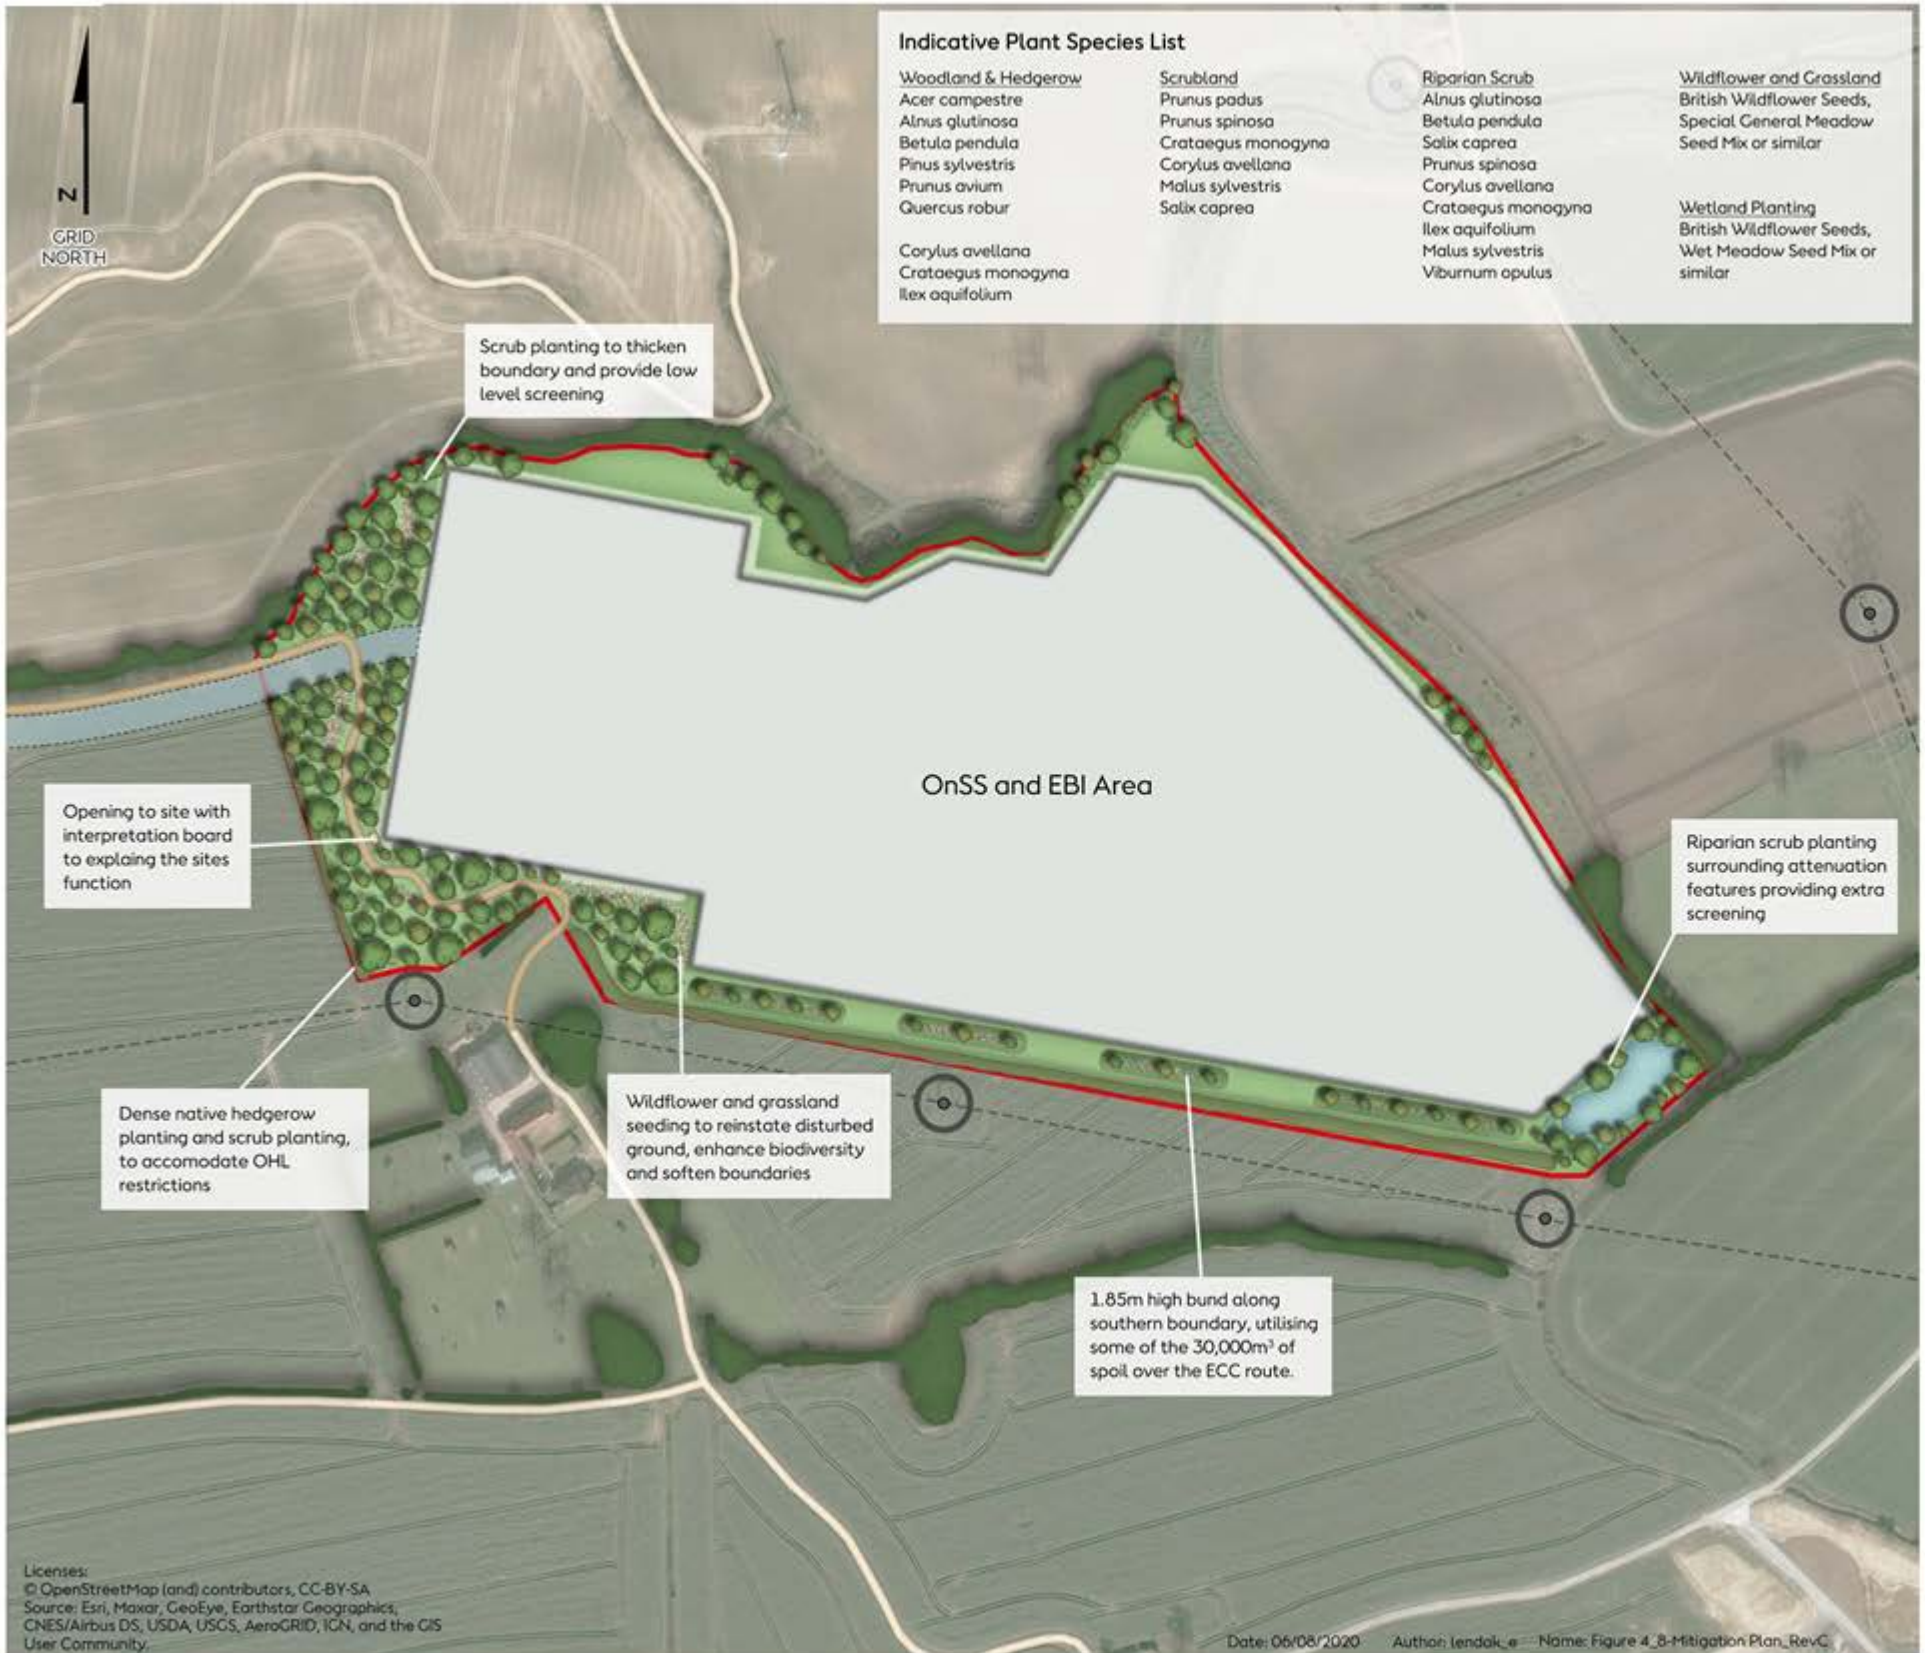 Indicative Plant Species List
Woodland & Hedgerow
Acer campestre
Alnus glutinosa
Betula pendula
Pinus sylvestris
Prunus avium
Quercus robur
Corylus avellana
Crataegus monogyna
Ilex aquifolium
Scrubland
Prunus padus
Prunus spinosa
Crataegus monogyna
Corylus avellana
Malus sylvestris
Salix caprea
Riparian Scrub
Alnus glutinosa
Betula pendula
Salix caprea
Prunus spinosa
Corylus avellana
Crataegus monogyna
Ilex aquifolium
Malus sylvestris
Viburnum opulus
Wildflower and Grassland
British Wildflower Seeds,
Special General Meadow
Seed Mix or similar
Wetland Planting
British Wildflower Seeds,
Wet Meadow Seed Mix or
similar
N
GRID
NORTH
Scrub planting to thicken
boundary and provide low
level screening
OnSS and EBI Area
Opening to site with
interpretation board
to explaing the sites
function
Riparian scrub planting
surrounding attenuation
features providing extra
screening
Dense native hedgerow
planting and scrub planting,
to accomodate OHL
restrictions
Wildflower and grassland
seeding to reinstate disturbed
ground, enhance biodiversity
and soften boundaries
1.85m high bund along
southern boundary, utilising
some of the 30,000m³ of
spoil over the ECC route.
Licenses:
© OpenStreetMap (and) contributors, CC-BY-SA
Source: Esri, Maxar, GeoEye, Earthstar Geographics,
CNES/Airbus DS, USDA, USGS, AeroGRID, IGN, and the GIS
User Community.
Date: 06/08/2020 Author: lendak_e Name: Figure 4_8-Mitigation Plan_RevC